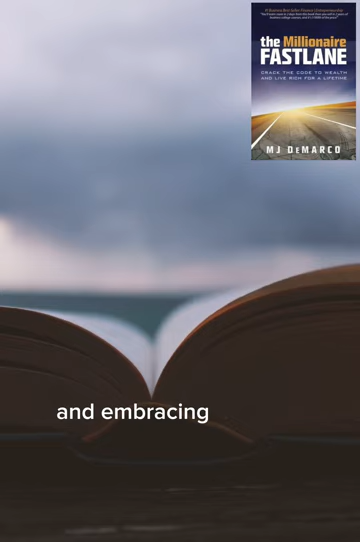 the Millionaire
FASTLANE
CRACK THE CODE TO WEALTH
AND LIVE RICH FOR A LIFETIME
MJ DEMARCO
and embracing